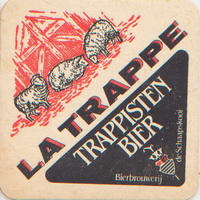 LA TRAPPE
TRAPPISTEN
BIER
Bierbrouwerij
de Schaapskooi